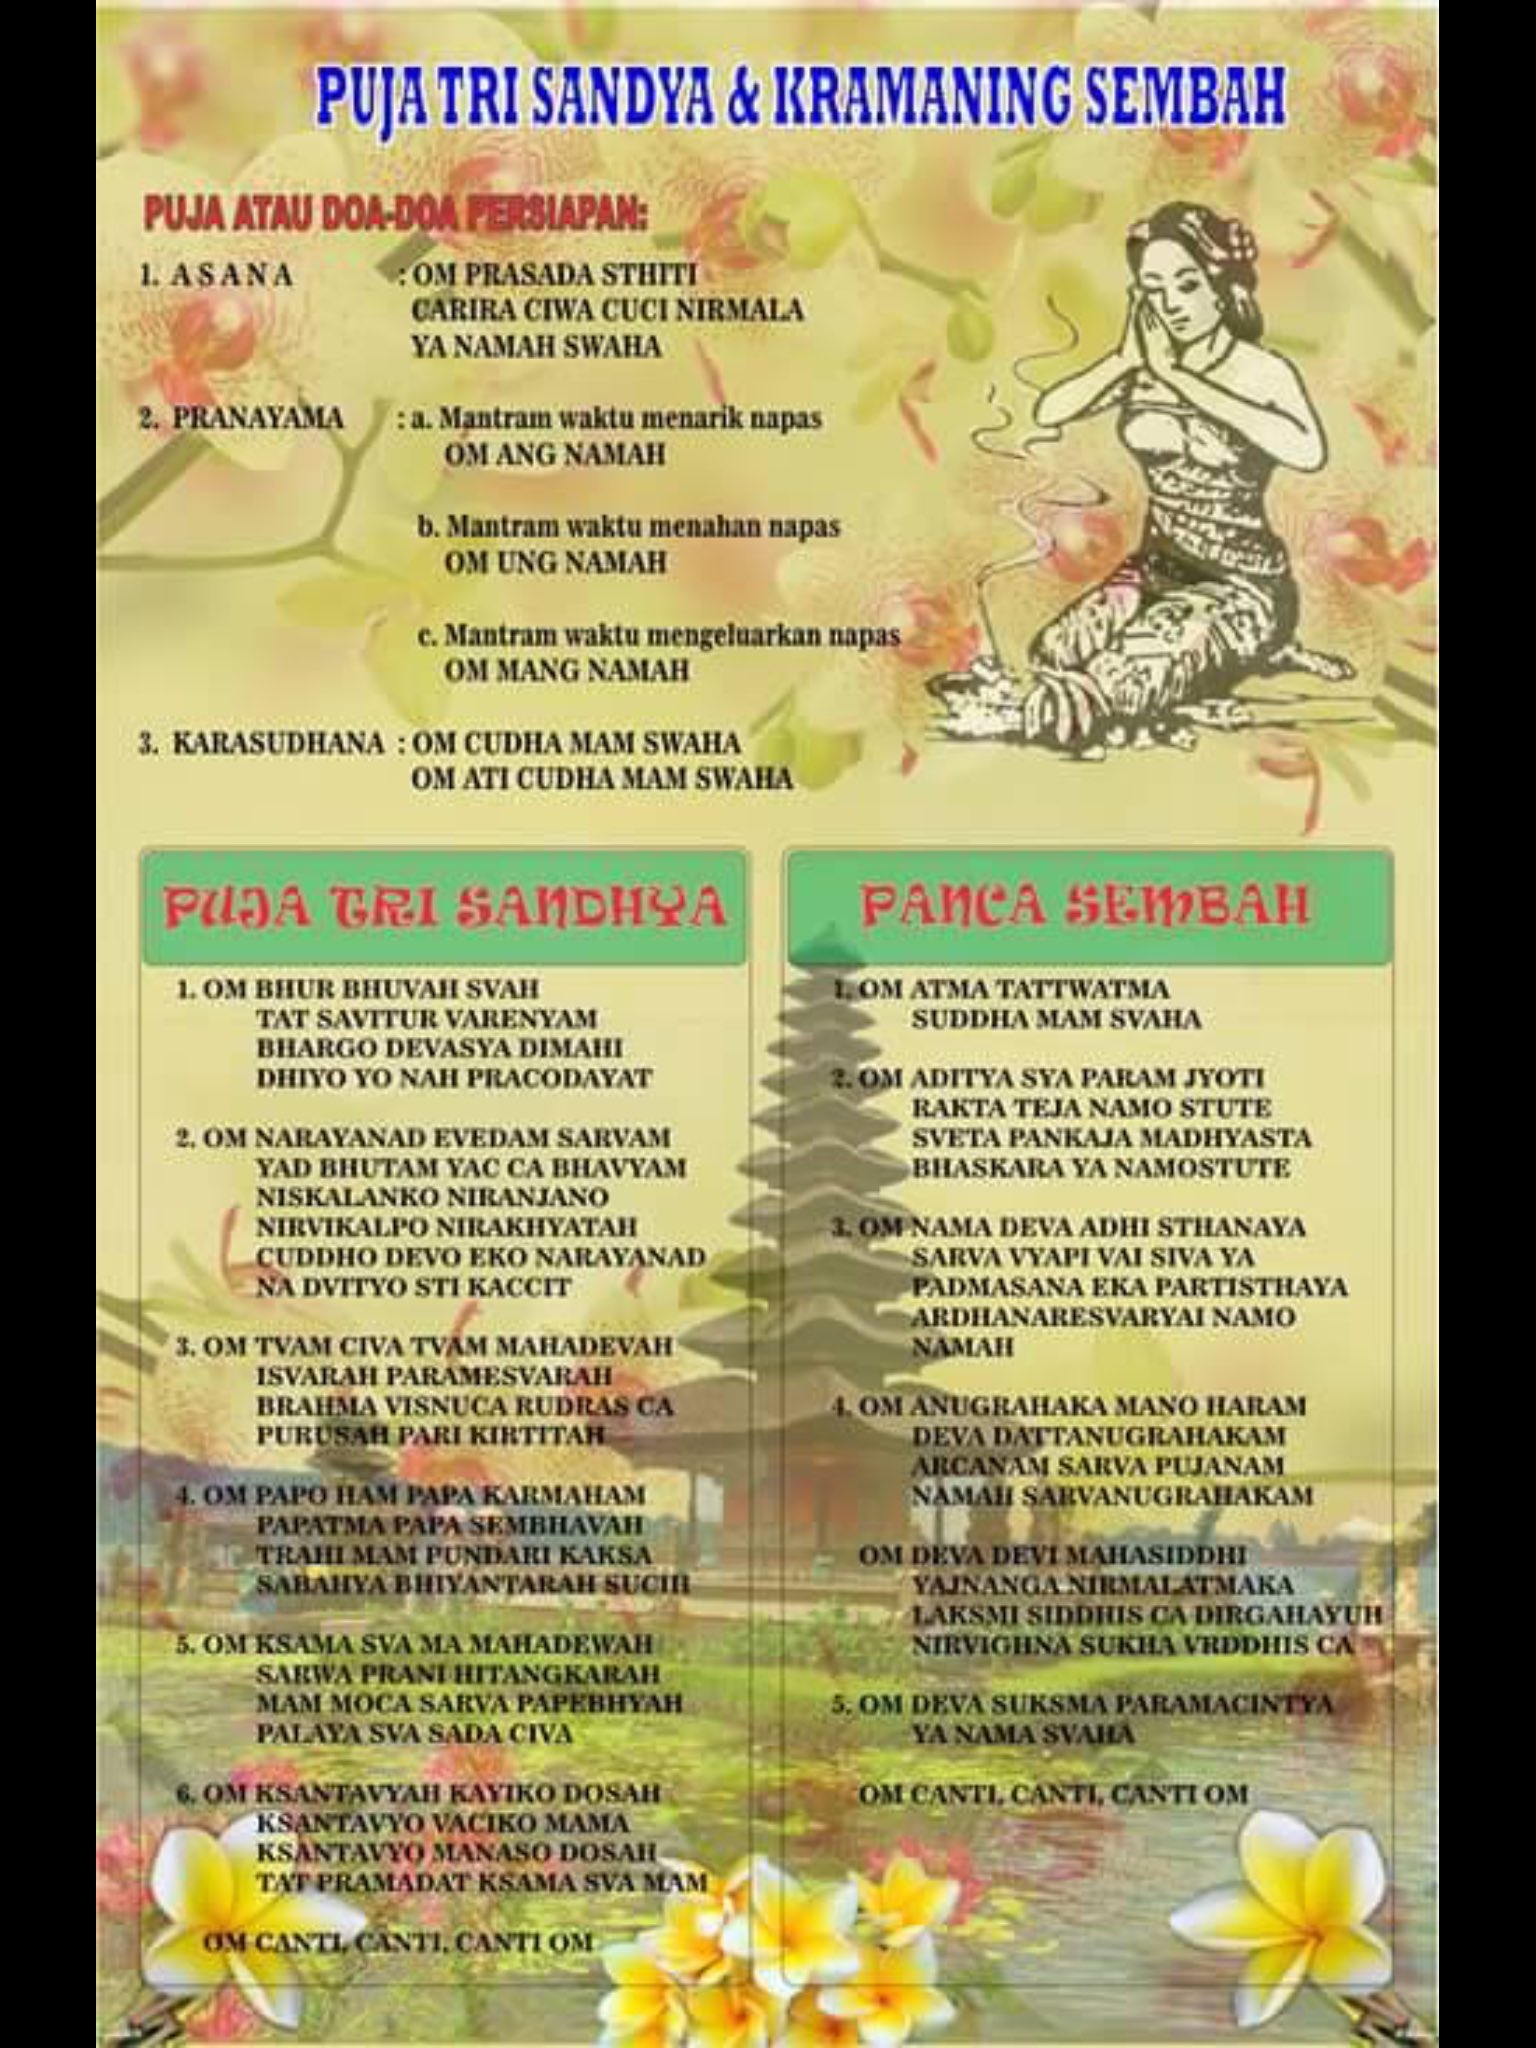 PUJA TRI SANDYA & KRAMANING SEMBAH
PUJA ATAU DOA-DOA PERSIAPAN:
1. A S A N A : OM PRASADA STHITI
CARIRA CIWA CUCI NIRMALA
YA NAMAH SWAHA
2. PRANAYAMA : a. Mantram waktu menarik napas
OM ANG NAMAH
b. Mantram waktu menahan napas
OM UNG NAMAH
c. Mantram waktu mengeluarkan napas
OM MANG NAMAH
3. KARASUDHANA : OM CUDHA MAM SWAHA
OM ATI CUDHA MAM SWAHA
PUJA TRI SANDHYA
1. OM BHUR BHUVAH SVAH
TAT SAVITUR VARENYAM
BHARGO DEVASYA DIMAHI
DHIYO YO NAH PRACODAYAT
2. OM NARAYANAD EVEDAM SARVAM
YAD BHUTAM YAC CA BHAVYAM
NISKALANKO NIRANJANO
NIRVIKALPO NIRAKHYATAH
CUDDHO DEVO EKO NARAYANAD
NA DVITYO STI KACCIT
3. OM TVAM CIVA TVAM MAHADEVAH
ISVARAH PARAMESVARAH
BRAHMA VISNUCA RUDRAS CA
PURUSAH PARI KIRTITAH
4. OM PAPO HAM PAPA KARMAHAM
PAPATMA PAPA SEMBHAVAH
TRAHI MAM PUNDARI KAKSA
SABAHYA BHIYANTARAH SUCIH
5. OM KSAMA SVA MA MAHADEWAH
SARWA PRANI HITANGKARAH
MAM MOCA SARVA PAPEBHYAH
PALAYA SVA SADA CIVA
6. OM KSANTAVYAH KAYIKO DOSAH
KSANTAVYO VACIKO MAMA
KSANTAVYO MANASO DOSAH
TAT PRAMADAT KSAMA SVA MAM
OM CANTI, CANTI, CANTI OM
PANCA SEMBAH
1. OM ATMA TATTWATMA
SUDDHA MAM SVAHA
2. OM ADITYA SYA PARAM JYOTI
RAKTA TEJA NAMO STUTE
SVETA PANKAJA MADHYASTA
BHASKARA YA NAMOSTUTE
3. OM NAMA DEVA ADHI STHANAYA
SARVA VYAPI VAI SIVA YA
PADMASANA EKA PARTISTHAYA
ARDHANARESVARYAI NAMO
NAMAH
4. OM ANUGRAHAKA MANO HARAM
DEVA DATTANUGRAHAKAM
ARCANAM SARVA PUJANAM
NAMAH SARVANUGRAHAKAM
OM DEVA DEVI MAHASIDDHI
YAJNANGA NIRMALATMAKA
LAKSMI SIDDHIS CA DIRGAHAYUH
NIRVIGHNA SUKHA VRDDHIS CA
5. OM DEVA SUKSMA PARAMACINTYA
YA NAMA SVAHA
OM CANTI, CANTI, CANTI OM